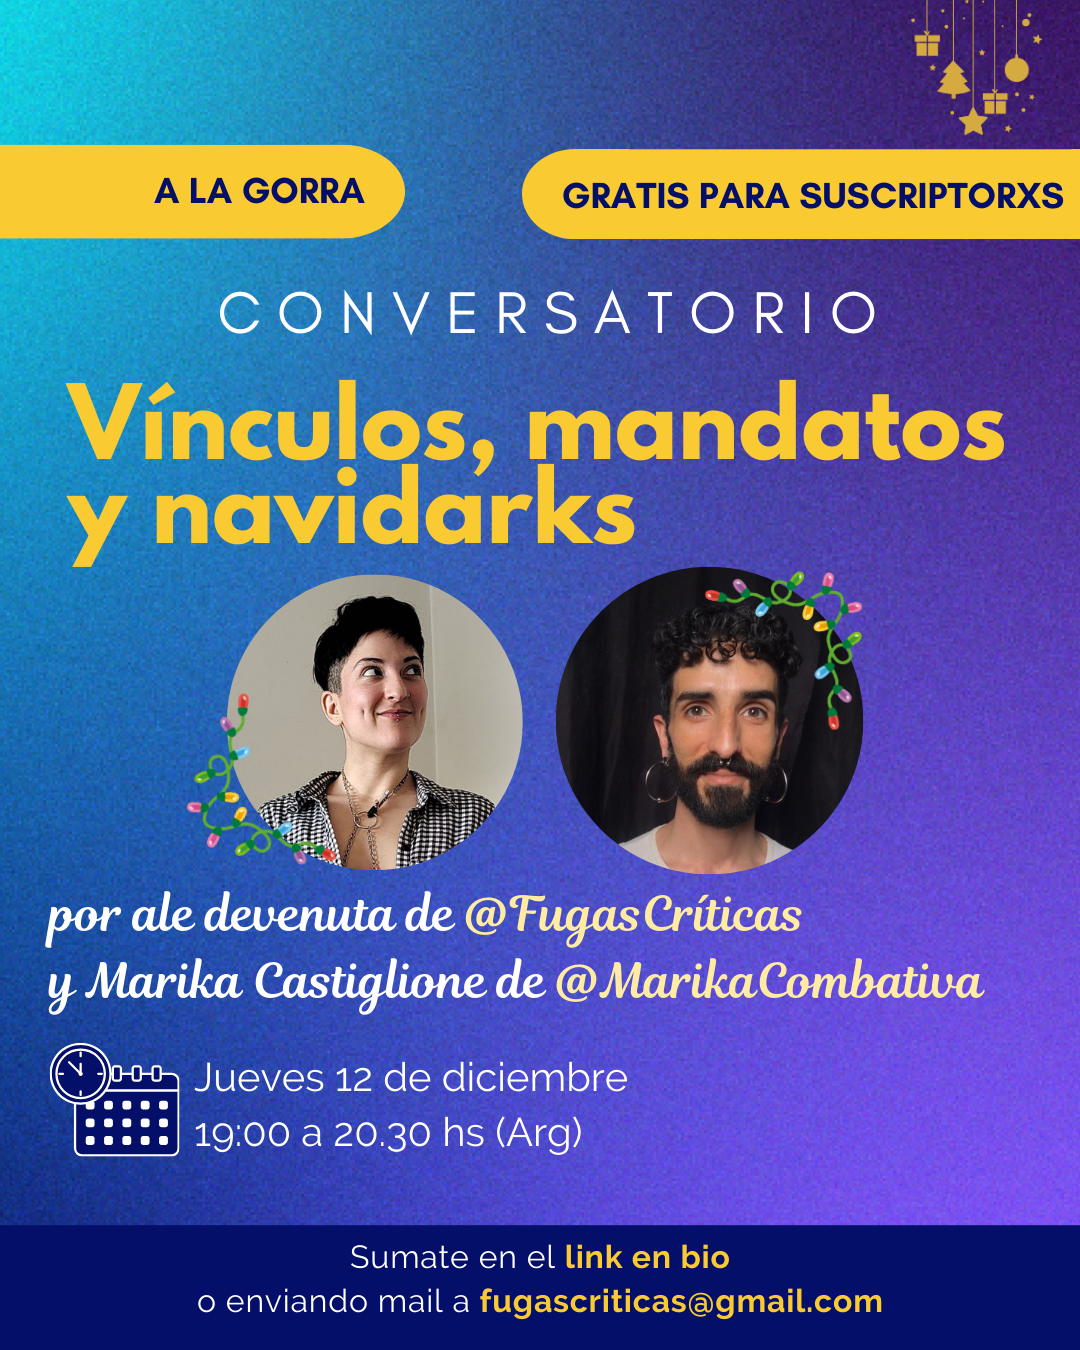 A LA GORRA
GRATIS PARA SUSCRIPTORXS
CONVERSATORIO
Vínculos, mandatos
y navidarks
por ale devenuta de @FugasCríticas
y Marika Castiglione de @MarikaCombativa
Jueves 12 de diciembre
19:00 a 20.30 hs (Arg)
Sumate en el link en bio
o enviando mail a fugascriticas@gmail.com